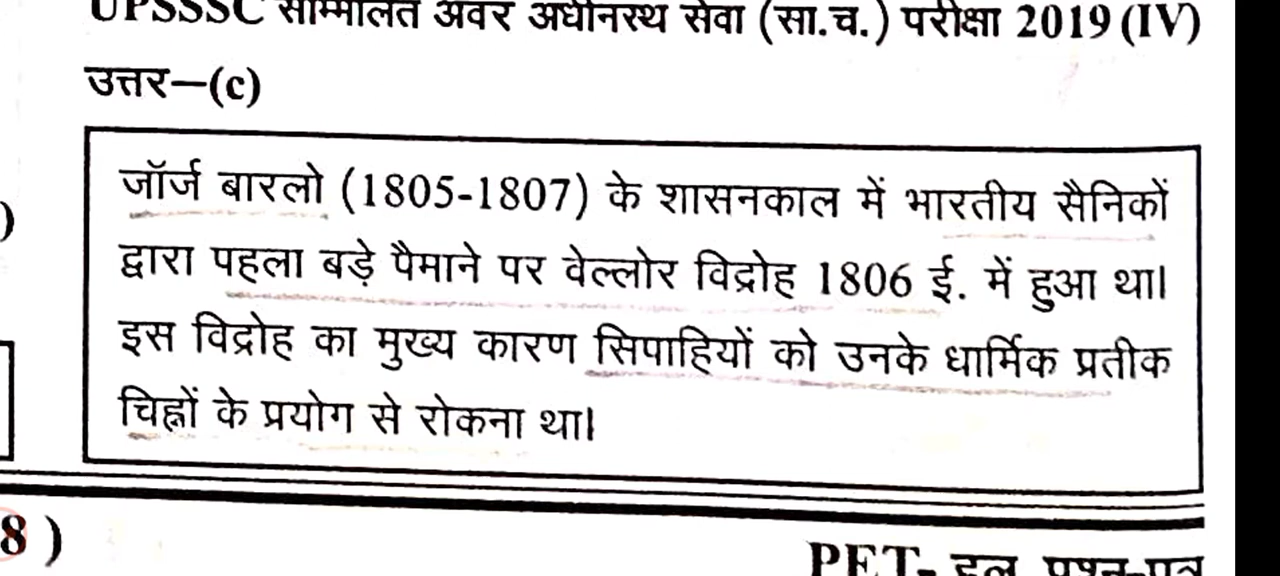 UPSSSC सम्मिलित अवर अधीनस्थ सेवा (सा.च.) परीक्षा 2019 (IV)
उत्तर–(c)
जॉर्ज बारलो (1805-1807) के शासनकाल में भारतीय सैनिकों
द्वारा पहला बड़े पैमाने पर वेल्लोर विद्रोह 1806 ई. में हुआ था।
इस विद्रोह का मुख्य कारण सिपाहियों को उनके धार्मिक प्रतीक
चिह्नों के प्रयोग से रोकना था।
)
8 )
PET- हल प्रश्न-पत्र